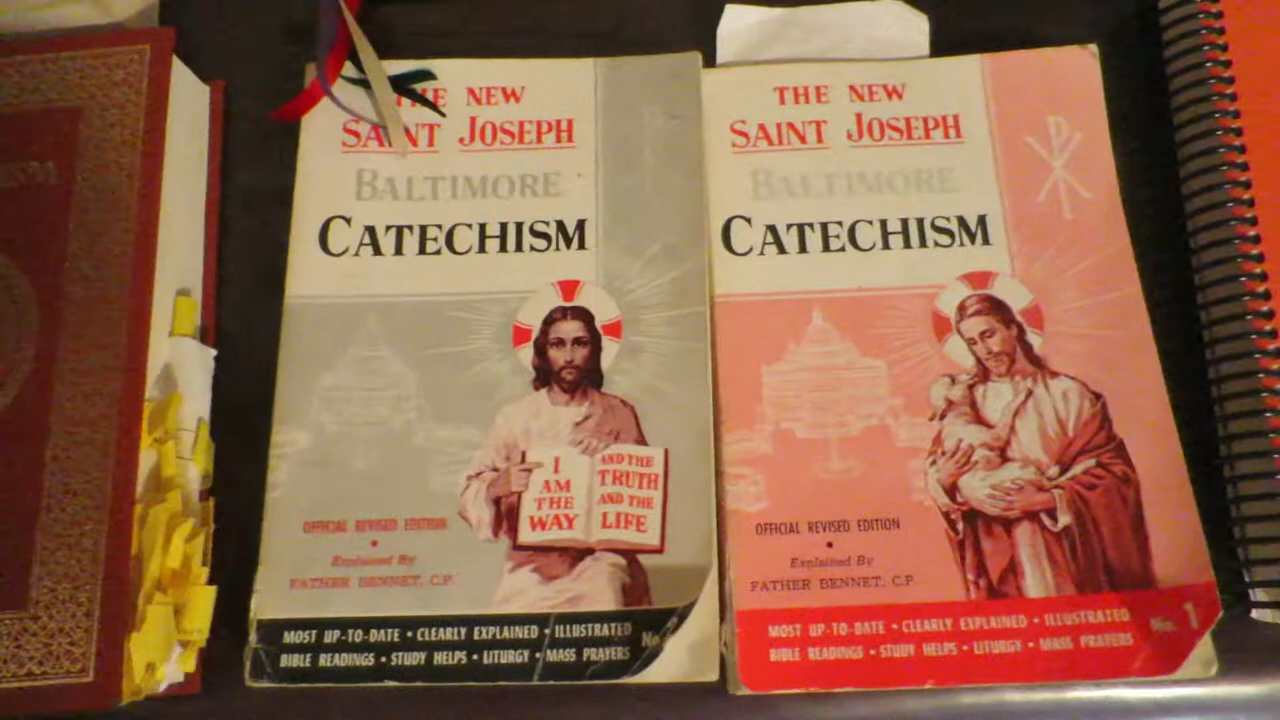 THE NEW
SAINT JOSEPH
BALTIMORE
CATECHISM
I
AM
THE
WAY
AND THE
TRUTH
AND THE
LIFE
OFFICIAL REVISED EDITION
•
Explained By
FATHER BENNET, C.P.
MOST UP-TO-DATE • CLEARLY EXPLAINED • ILLUSTRATED
BIBLE READINGS • STUDY HELPS • LITURGY • MASS PRAYERS
No. 2
THE NEW
SAINT JOSEPH
BALTIMORE
CATECHISM
OFFICIAL REVISED EDITION
•
Explained By
FATHER BENNET, C.P.
MOST UP-TO-DATE • CLEARLY EXPLAINED • ILLUSTRATED
BIBLE READINGS • STUDY HELPS • LITURGY • MASS PRAYERS
No. 1